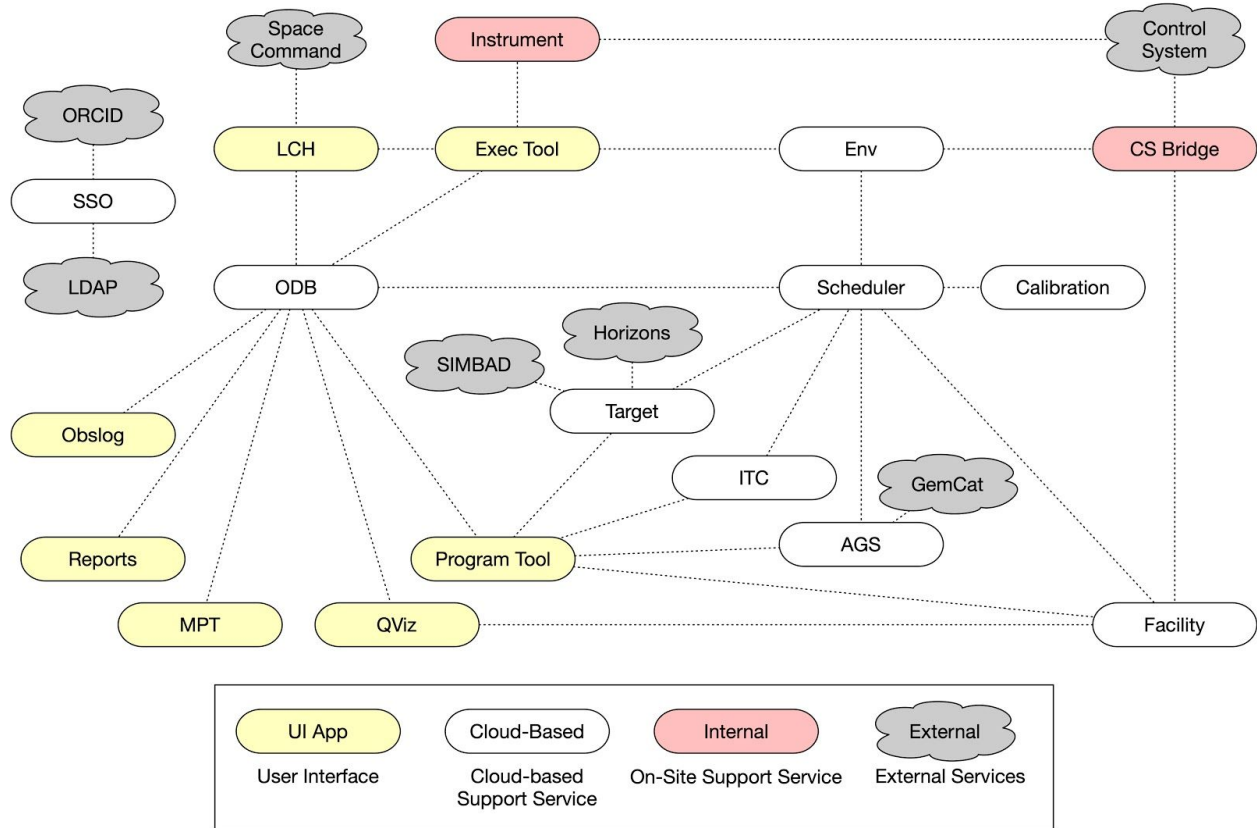 Space
Command
Instrument
Control
System
ORCID
LCH
Exec Tool
Env
CS Bridge
SSO
LDAP
ODB
Scheduler
Calibration
Horizons
SIMBAD
Target
Obslog
ITC
GemCat
Reports
Program Tool
AGS
MPT
QViz
Facility
UI App
Cloud-Based
Internal
External
User Interface
Cloud-based
Support Service
On-Site Support Service
External Services